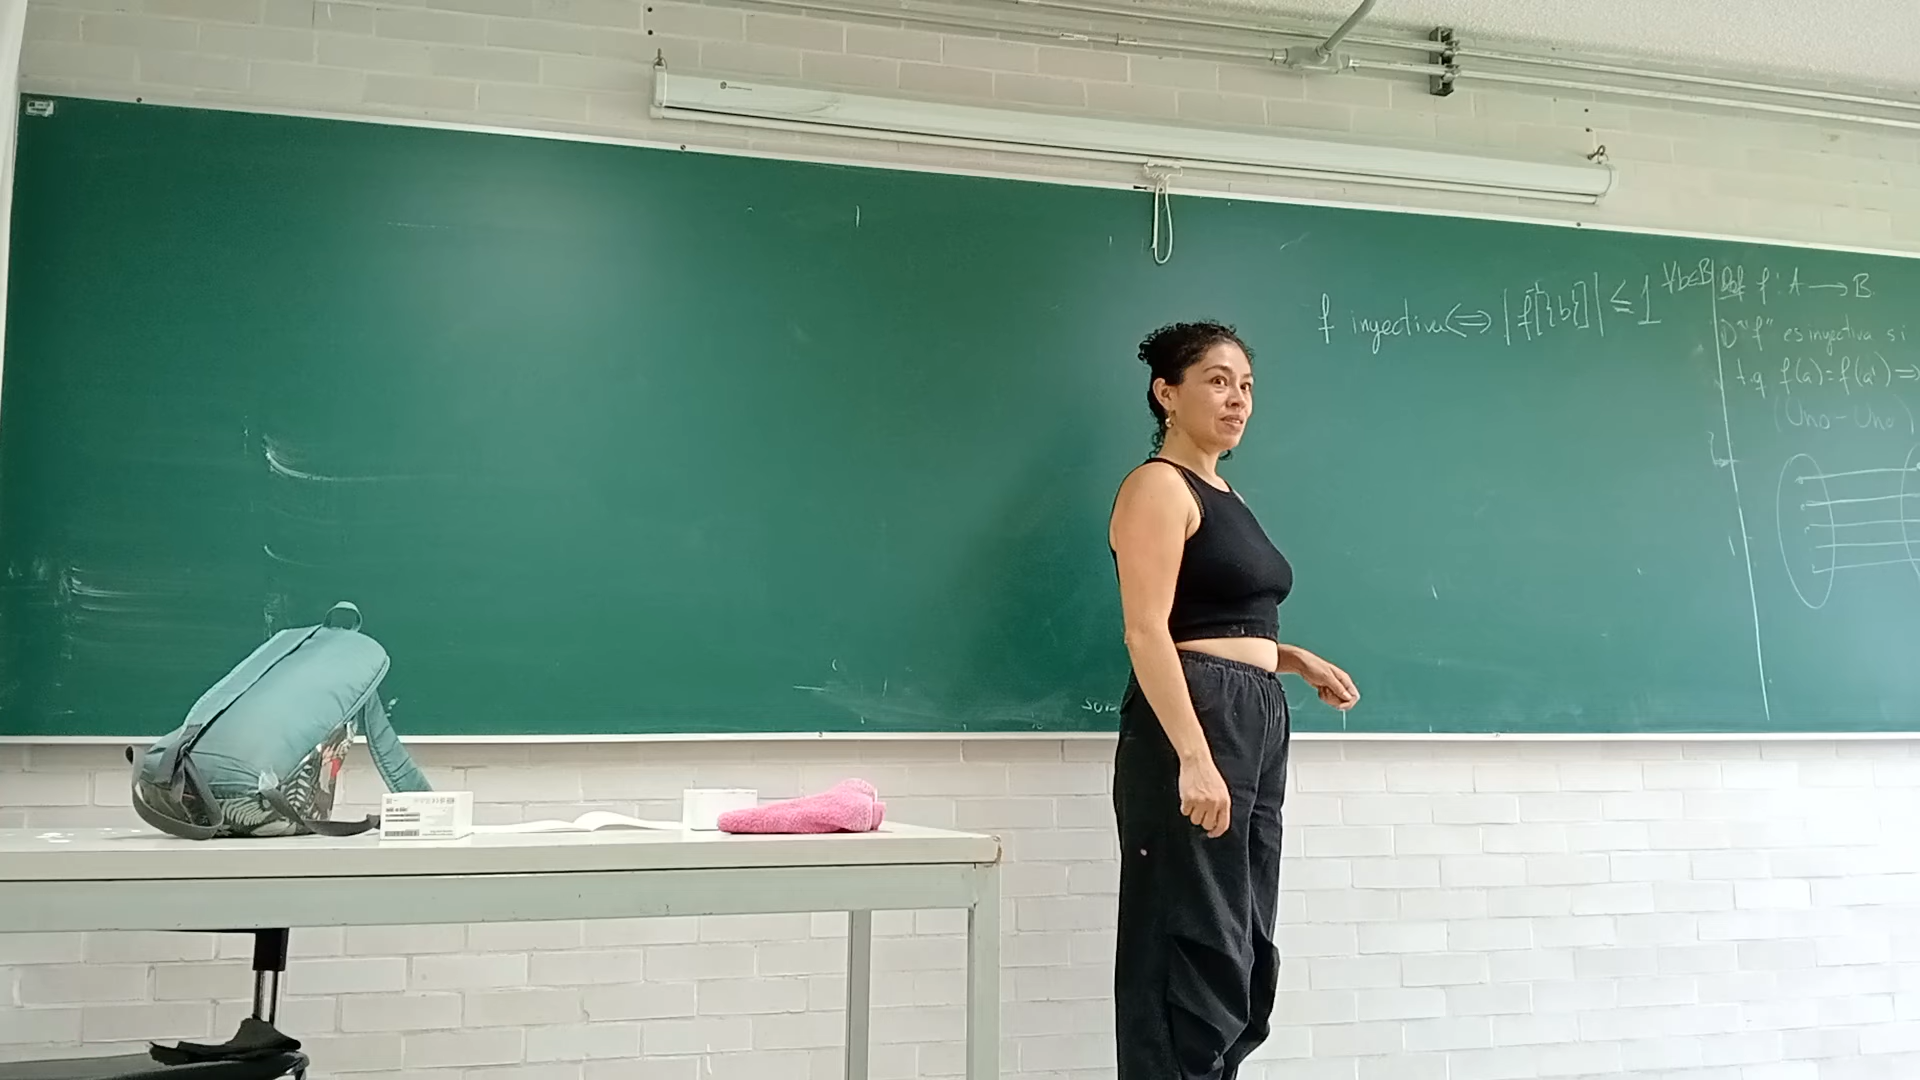 f inyectiva ⟺ |f⁻¹[{b}]| ≤ 1 ∀b∈B
Def f: A ⟶ B.
i) "f" es inyectiva si
t.q f(a)=f(a') ⟹
(Uno-Uno)